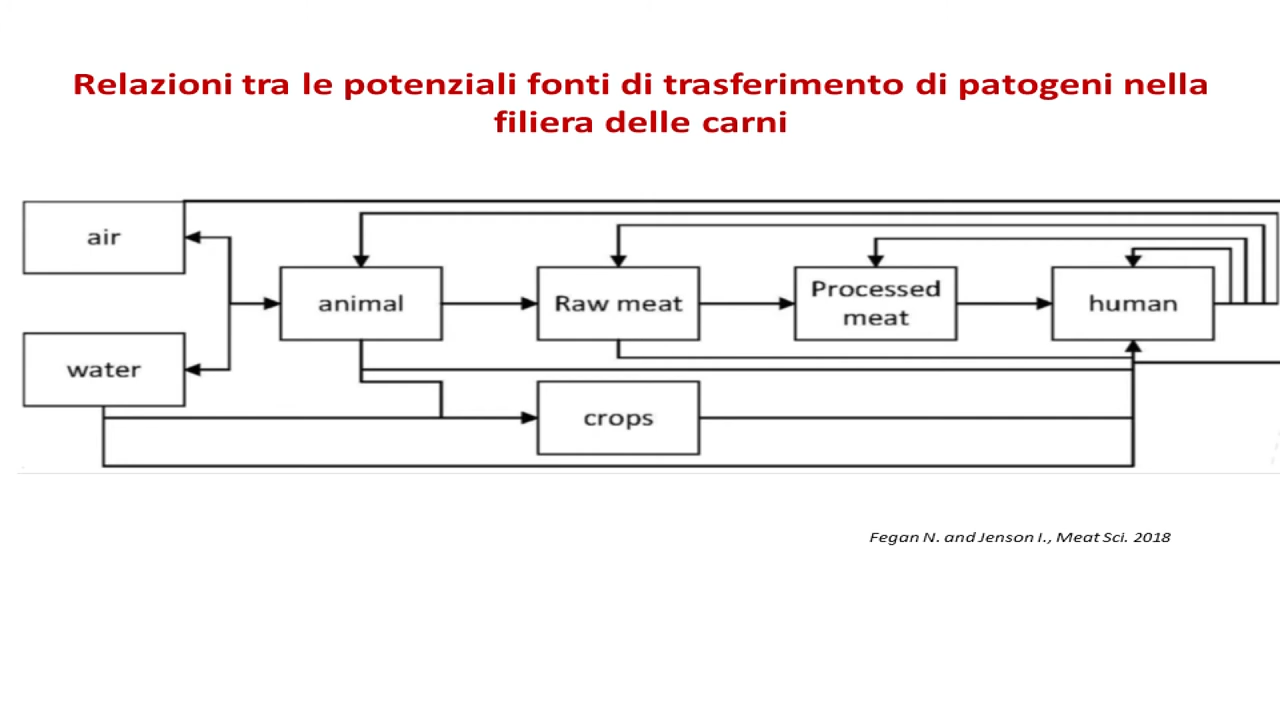 Relazioni tra le potenziali fonti di trasferimento di patogeni nella
filiera delle carni
air
water
animal
Raw meat
Processed
meat
human
crops
Fegan N. and Jenson I., Meat Sci. 2018